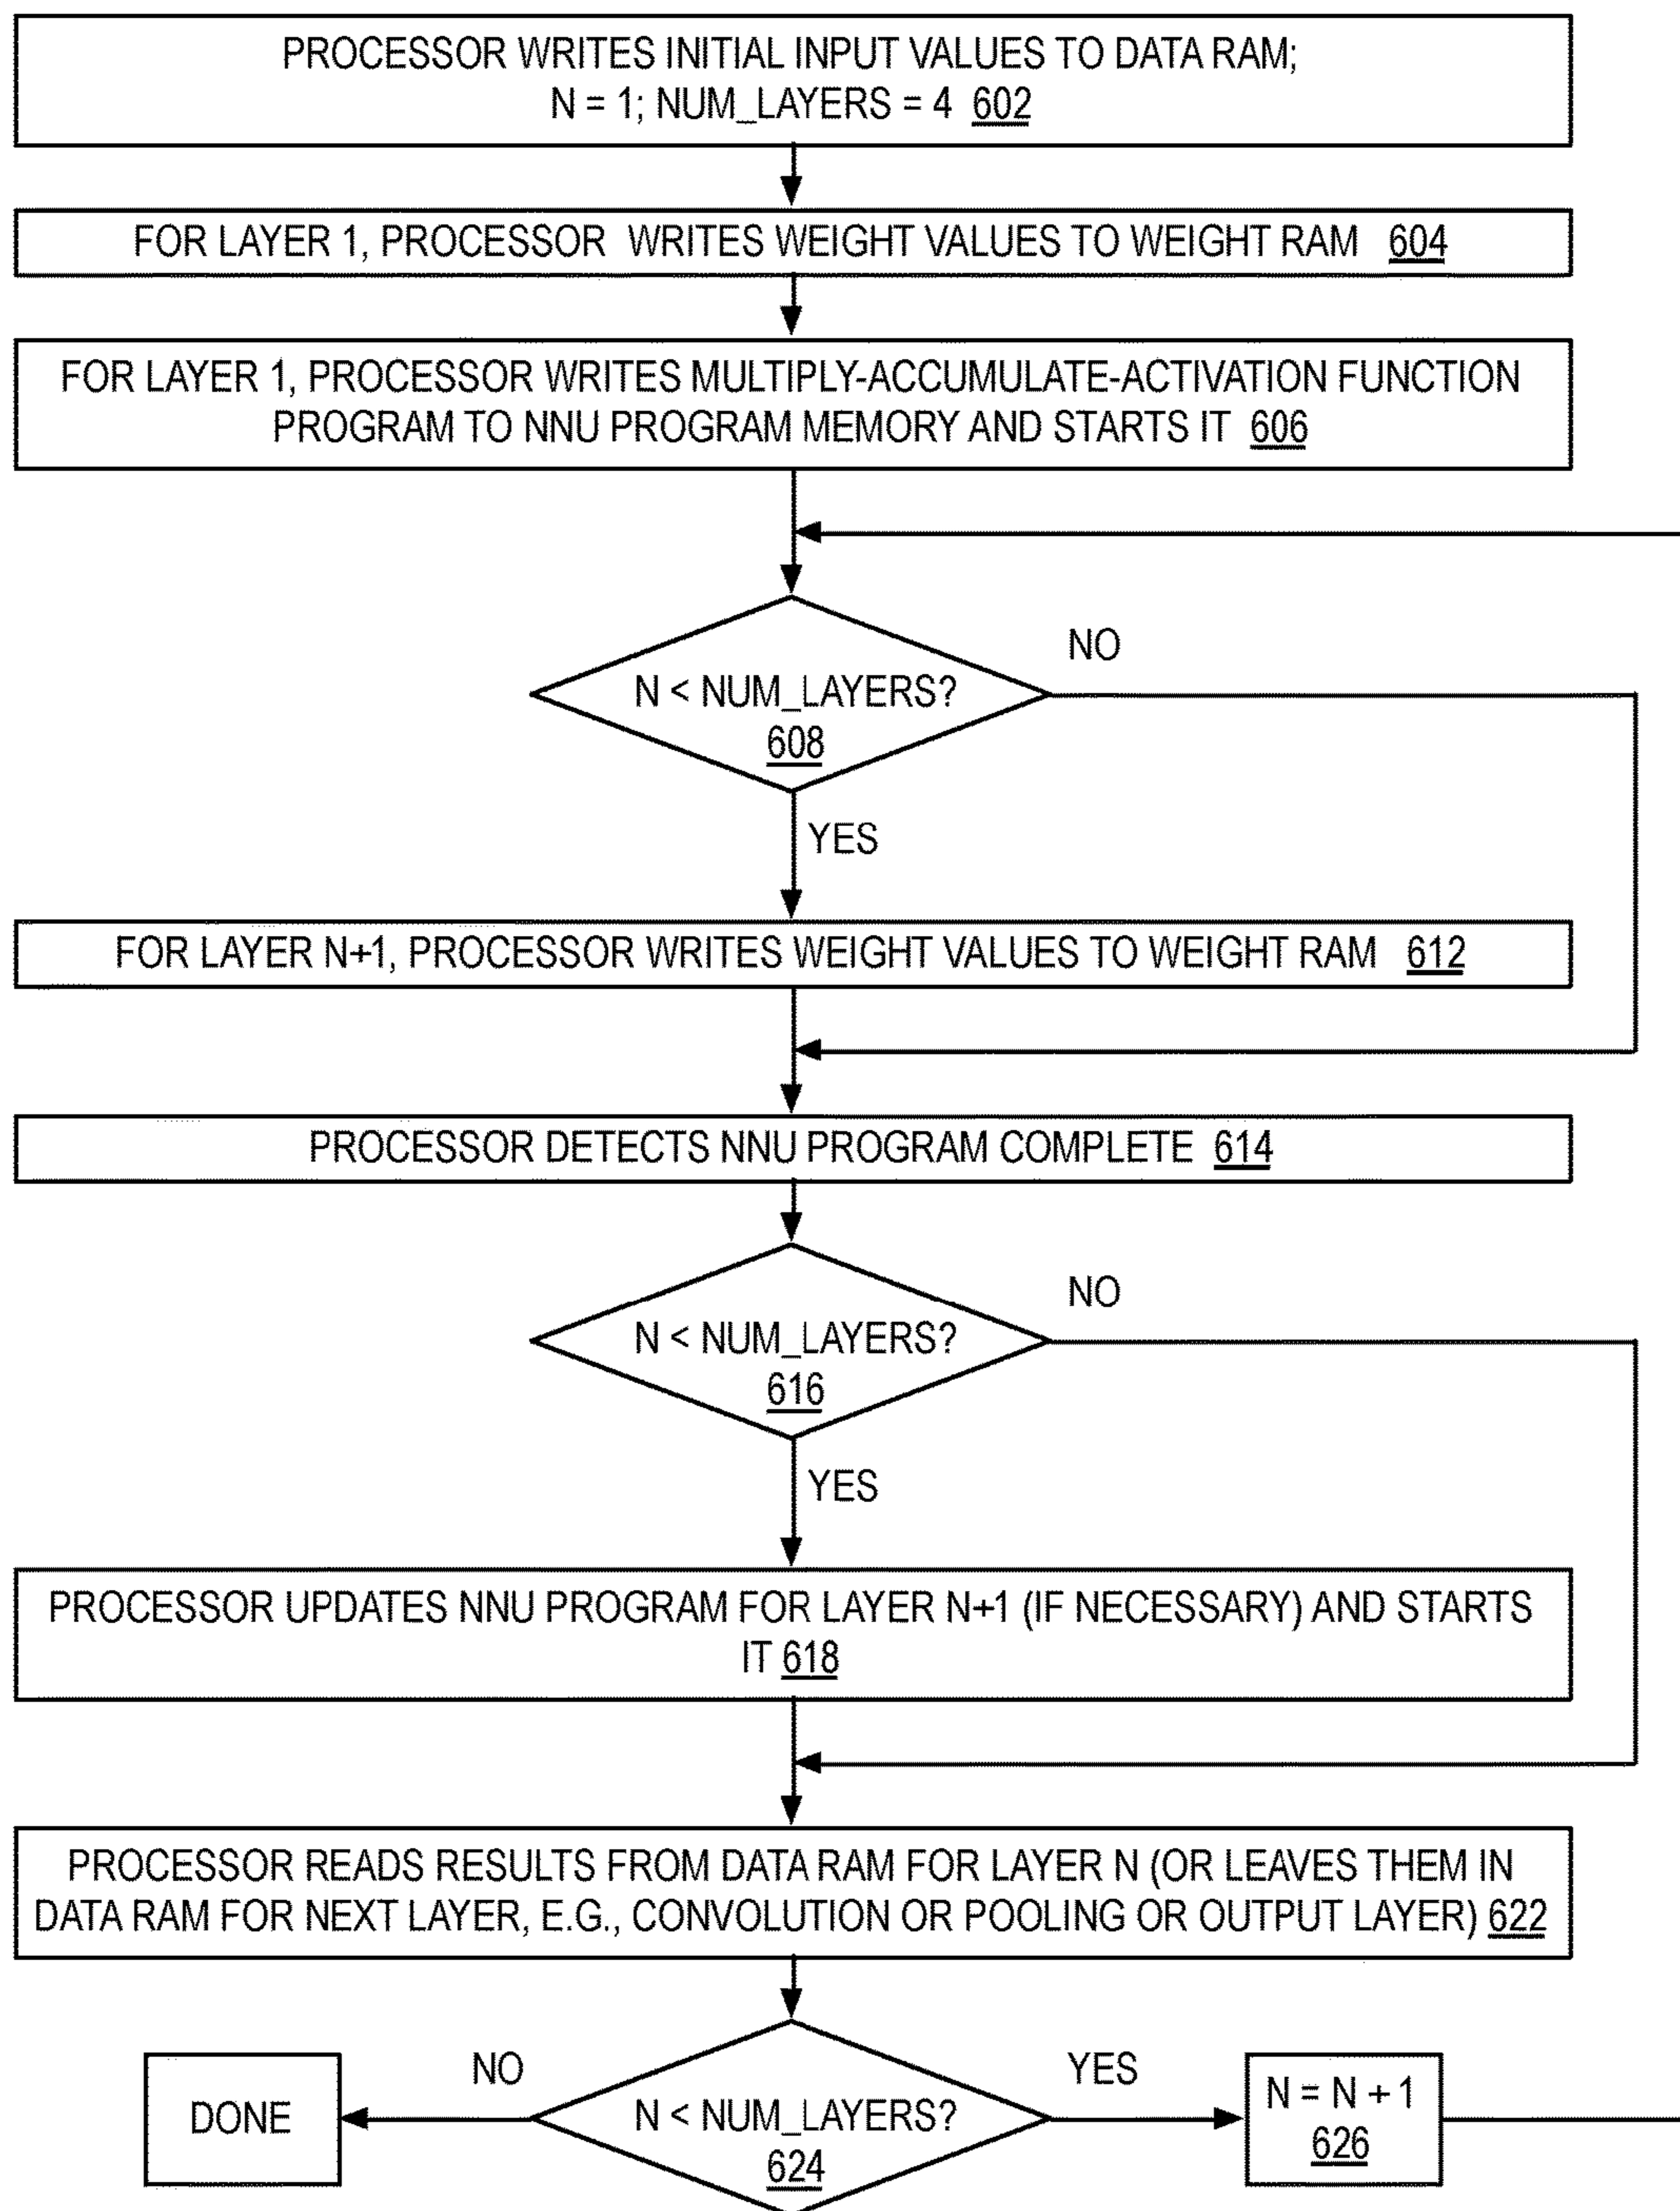 PROCESSOR WRITES INITIAL INPUT VALUES TO DATA RAM;
N = 1; NUM_LAYERS = 4 602
FOR LAYER 1, PROCESSOR WRITES WEIGHT VALUES TO WEIGHT RAM 604
FOR LAYER 1, PROCESSOR WRITES MULTIPLY-ACCUMULATE-ACTIVATION FUNCTION
PROGRAM TO NNU PROGRAM MEMORY AND STARTS IT 606
NO
N < NUM_LAYERS?
608
YES
FOR LAYER N+1, PROCESSOR WRITES WEIGHT VALUES TO WEIGHT RAM 612
PROCESSOR DETECTS NNU PROGRAM COMPLETE 614
NO
N < NUM_LAYERS?
616
YES
PROCESSOR UPDATES NNU PROGRAM FOR LAYER N+1 (IF NECESSARY) AND STARTS
IT 618
PROCESSOR READS RESULTS FROM DATA RAM FOR LAYER N (OR LEAVES THEM IN
DATA RAM FOR NEXT LAYER, E.G., CONVOLUTION OR POOLING OR OUTPUT LAYER) 622
NO
YES
DONE
N < NUM_LAYERS?
624
N = N + 1
626